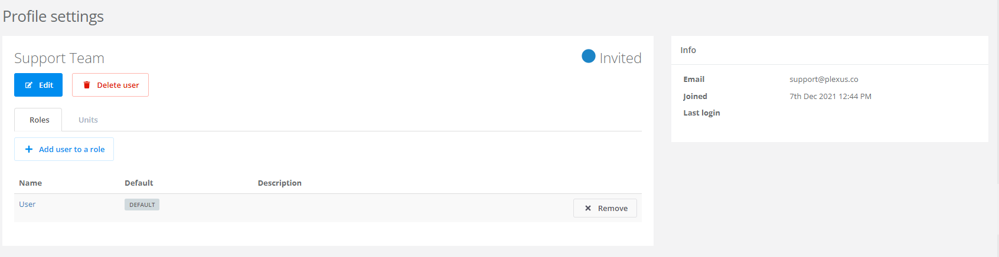 Profile settings
Support Team
Invited
Edit
Delete user
Roles
Units
Add user to a role
Name Default Description
User DEFAULT Remove
Info
Email support@plexus.co
Joined 7th Dec 2021 12:44 PM
Last login